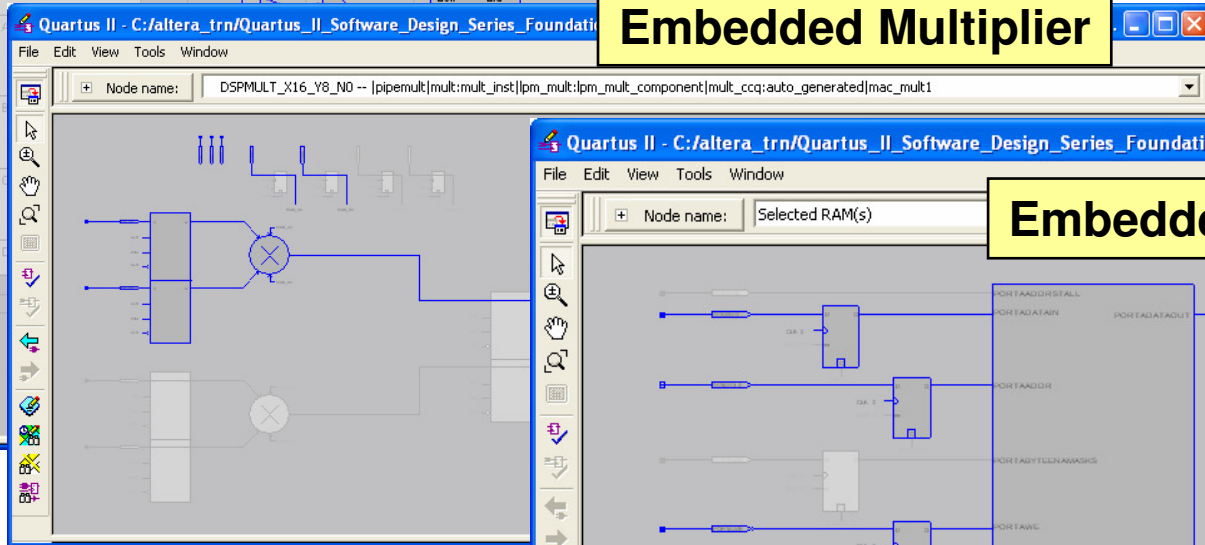 Embedded Multiplier
Quartus II - C:/altera_trn/Quartus_II_Software_Design_Series_Foundati
File Edit View Tools Window
Node name: DSPMULT_X16_Y8_N0 -- |pipemult|mult:mult_inst|lpm_mult:lpm_mult_component|mult_ccq:auto_generated|mac_mult1
Quartus II - C:/altera_trn/Quartus_II_Software_Design_Series_Foundati
File Edit View Tools Window
Node name: Selected RAM(s)
Embedde
PORTAADDRSTALL
PORTADATAIN PORTADATAOUT
PORTAADDR
PORTABYTEENAMASKS
PORTAWE